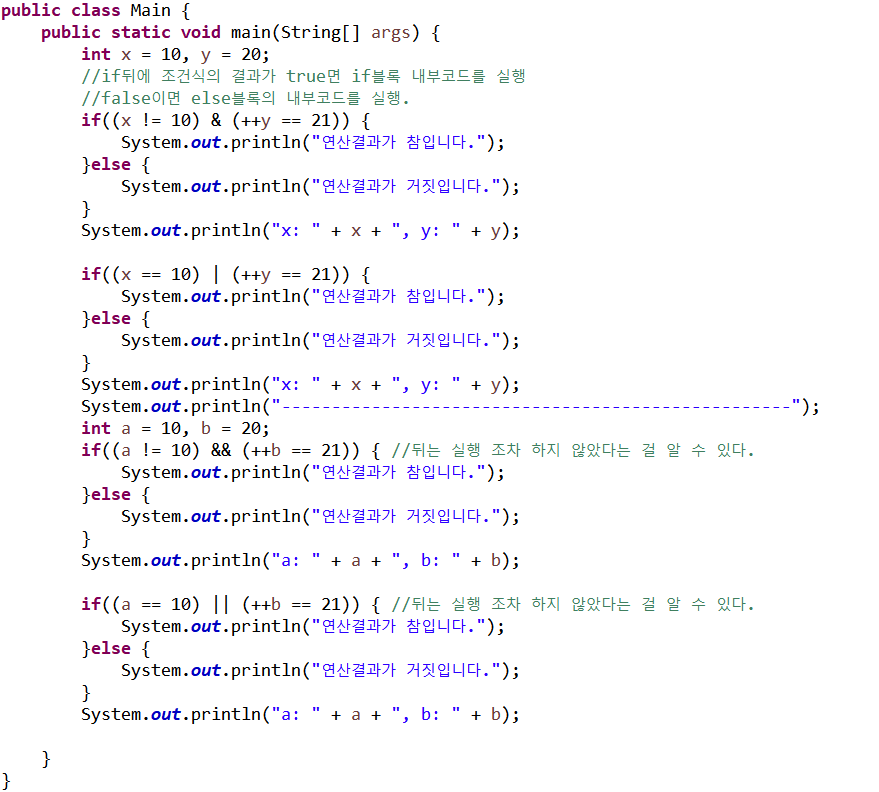 public class Main {
    public static void main(String[] args) {
        int x = 10, y = 20;
        //if뒤에 조건식의 결과가 true면 if블록 내부코드를 실행
        //false이면 else블록의 내부코드를 실행.
        if((x != 10) & (++y == 21)) {
            System.out.println("연산결과가 참입니다.");
        }else {
            System.out.println("연산결과가 거짓입니다.");
        }
        System.out.println("x: " + x + ", y: " + y);

        if((x == 10) | (++y == 21)) {
            System.out.println("연산결과가 참입니다.");
        }else {
            System.out.println("연산결과가 거짓입니다.");
        }
        System.out.println("x: " + x + ", y: " + y);
        System.out.println("---------------------------------------------------");
        int a = 10, b = 20;
        if((a != 10) && (++b == 21)) { //뒤는 실행 조차 하지 않았다는 걸 알 수 있다.
            System.out.println("연산결과가 참입니다.");
        }else {
            System.out.println("연산결과가 거짓입니다.");
        }
        System.out.println("a: " + a + ", b: " + b);

        if((a == 10) || (++b == 21)) { //뒤는 실행 조차 하지 않았다는 걸 알 수 있다.
            System.out.println("연산결과가 참입니다.");
        }else {
            System.out.println("연산결과가 거짓입니다.");
        }
        System.out.println("a: " + a + ", b: " + b);

    }
}